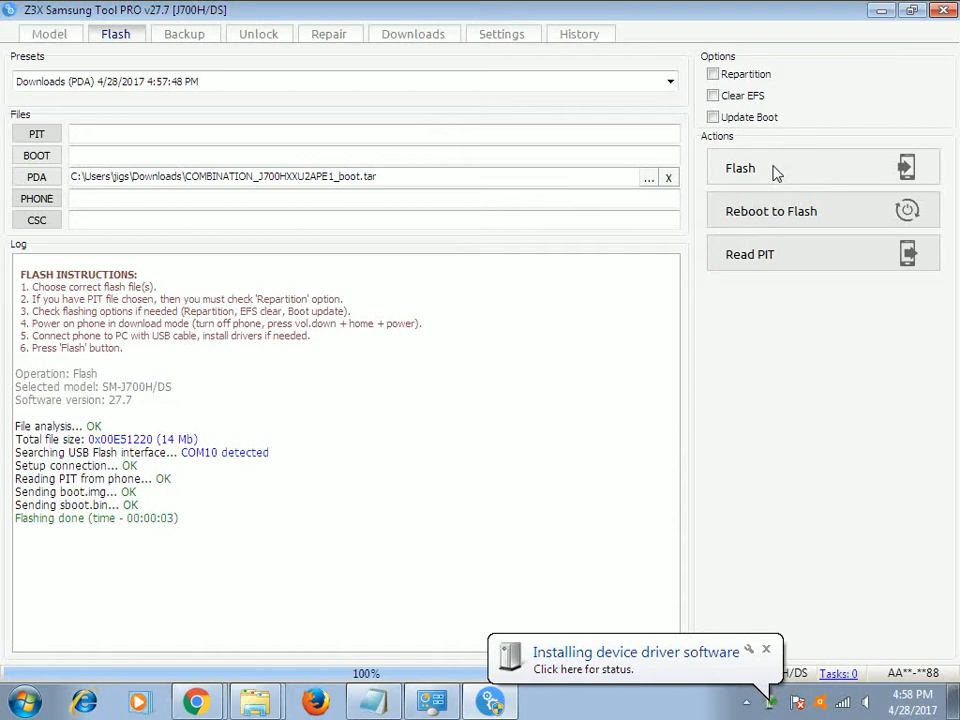 Z3X Samsung Tool PRO v27.7 [J700H/DS]
Model Flash Backup Unlock Repair Downloads Settings History
Presets
Downloads (PDA) 4/28/2017 4:57:48 PM
Files
PIT
BOOT
PDA C:\Users\jigs\Downloads\COMBINATION_J700HXXU2APE1_boot.tar ... x
PHONE
CSC
Options
Repartition
Clear EFS
Update Boot
Actions
Flash
Reboot to Flash
Read PIT
Log
FLASH INSTRUCTIONS:
1. Choose correct flash file(s).
2. If you have PIT file chosen, then you must check 'Repartition' option.
3. Check flashing options if needed (Repartition, EFS clear, Boot update).
4. Power on phone in download mode (turn off phone, press vol.down + home + power).
5. Connect phone to PC with USB cable, install drivers if needed.
6. Press 'Flash' button.
Operation: Flash
Selected model: SM-J700H/DS
Software version: 27.7
File analysis... OK
Total file size: 0x00E51220 (14 Mb)
Searching USB Flash interface... COM10 detected
Setup connection... OK
Reading PIT from phone... OK
Sending boot.img... OK
Sending sboot.bin... OK
Flashing done (time - 00:00:03)
Installing device driver software
Click here for status.
100% H/DS Tasks: 0 AA**-**88
4:58 PM
4/28/2017